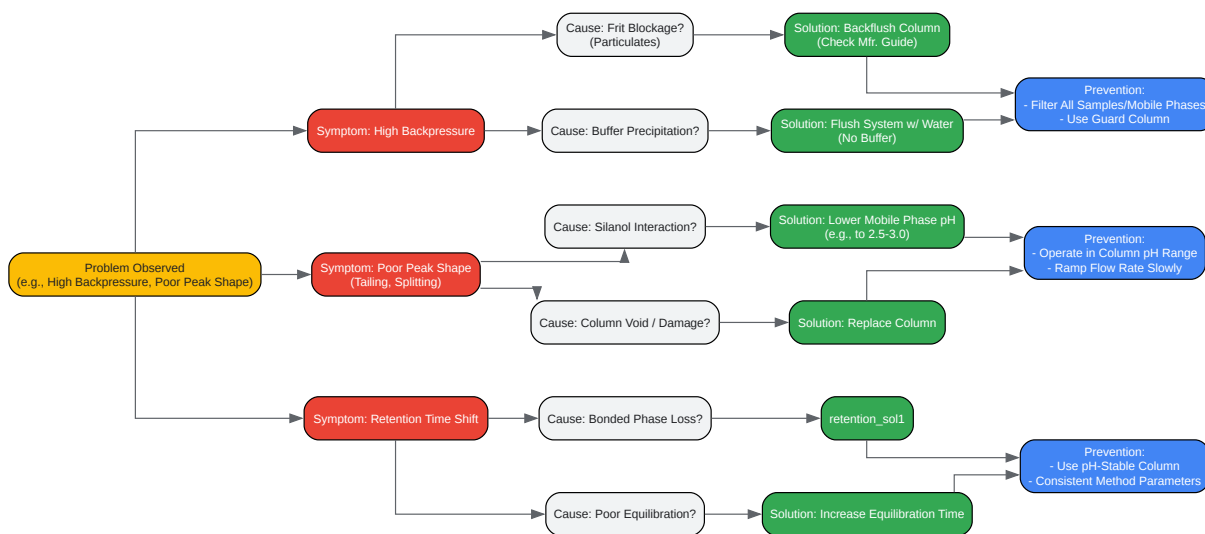 Cause: Frit Blockage?
(Particulates)
Solution: Backflush Column
(Check Mfr. Guide)
Prevention:
- Filter All Samples/Mobile Phases
- Use Guard Column
Symptom: High Backpressure
Cause: Buffer Precipitation?
Solution: Flush System w/ Water
(No Buffer)
Cause: Silanol Interaction?
Solution: Lower Mobile Phase pH
(e.g., to 2.5-3.0)
Prevention:
- Operate in Column pH Range
- Ramp Flow Rate Slowly
Problem Observed
(e.g., High Backpressure, Poor Peak Shape)
Symptom: Poor Peak Shape
(Tailing, Splitting)
Cause: Column Void / Damage?
Solution: Replace Column
Symptom: Retention Time Shift
Cause: Bonded Phase Loss?
retention_sol1
Prevention:
- Use pH-Stable Column
- Consistent Method Parameters
Cause: Poor Equilibration?
Solution: Increase Equilibration Time